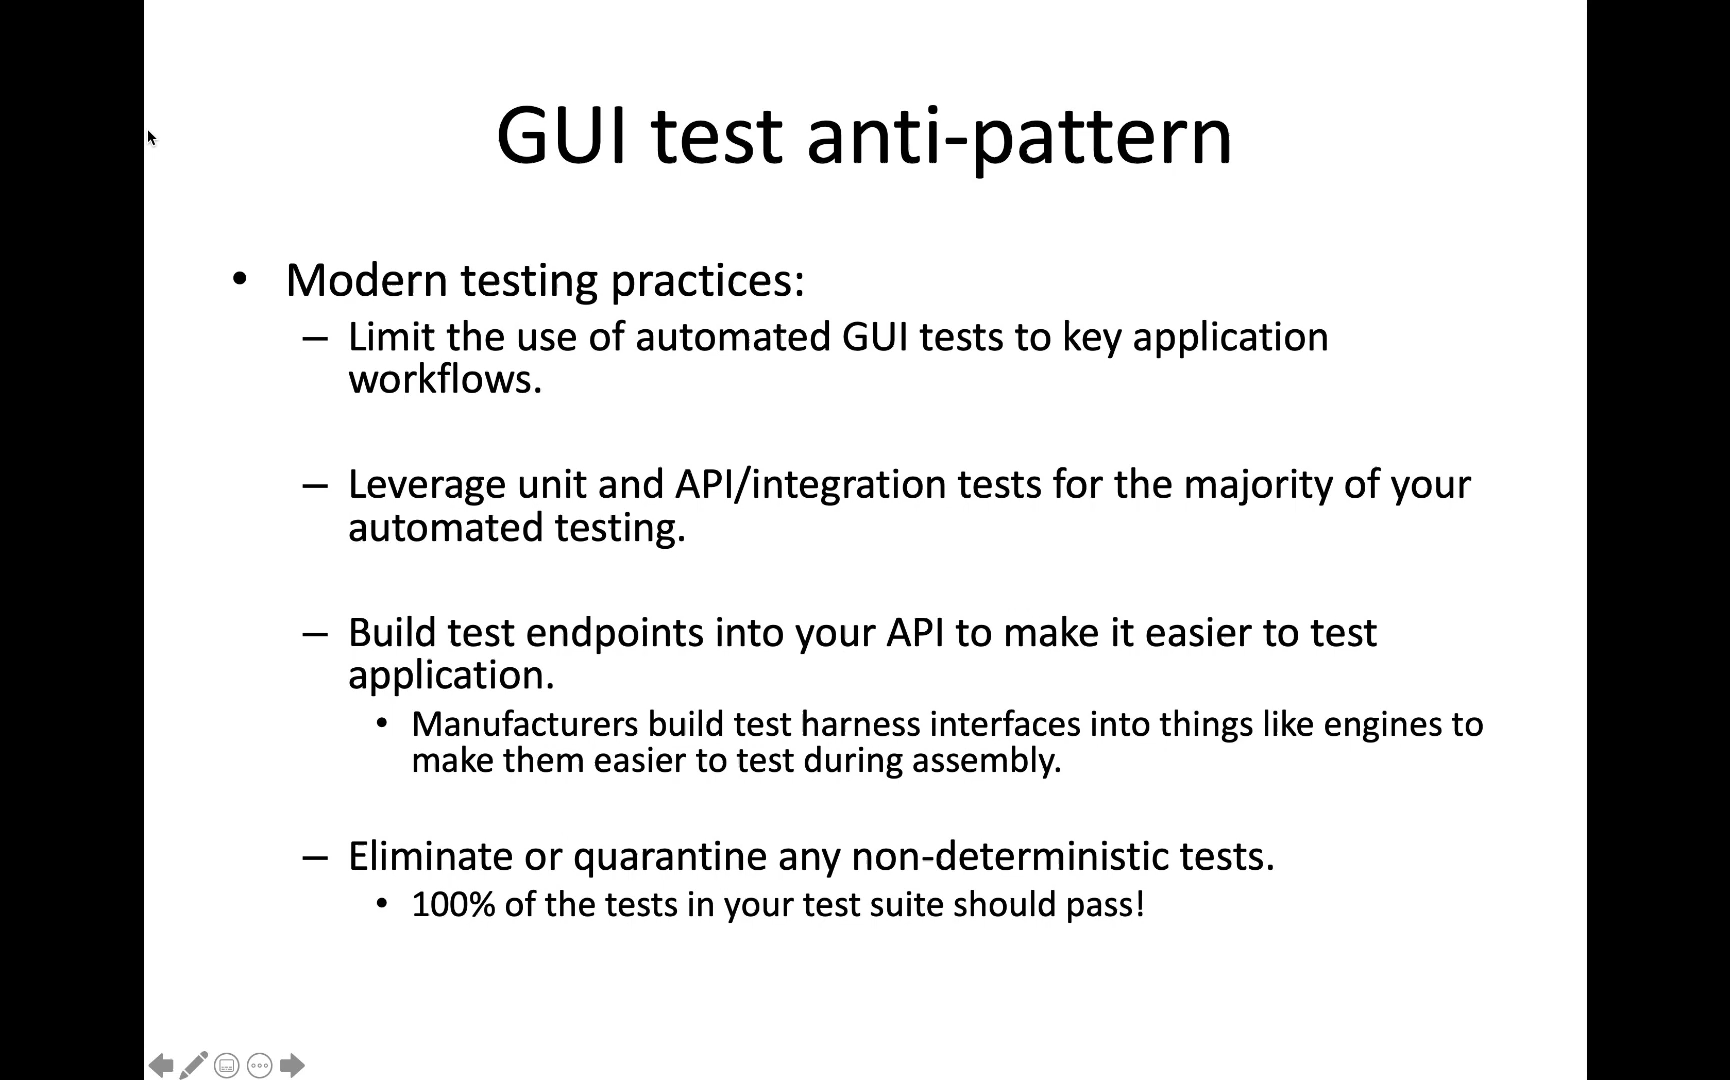 GUI test anti-pattern
• Modern testing practices:
– Limit the use of automated GUI tests to key application
workflows.
– Leverage unit and API/integration tests for the majority of your
automated testing.
– Build test endpoints into your API to make it easier to test
application.
• Manufacturers build test harness interfaces into things like engines to
make them easier to test during assembly.
– Eliminate or quarantine any non-deterministic tests.
• 100% of the tests in your test suite should pass!